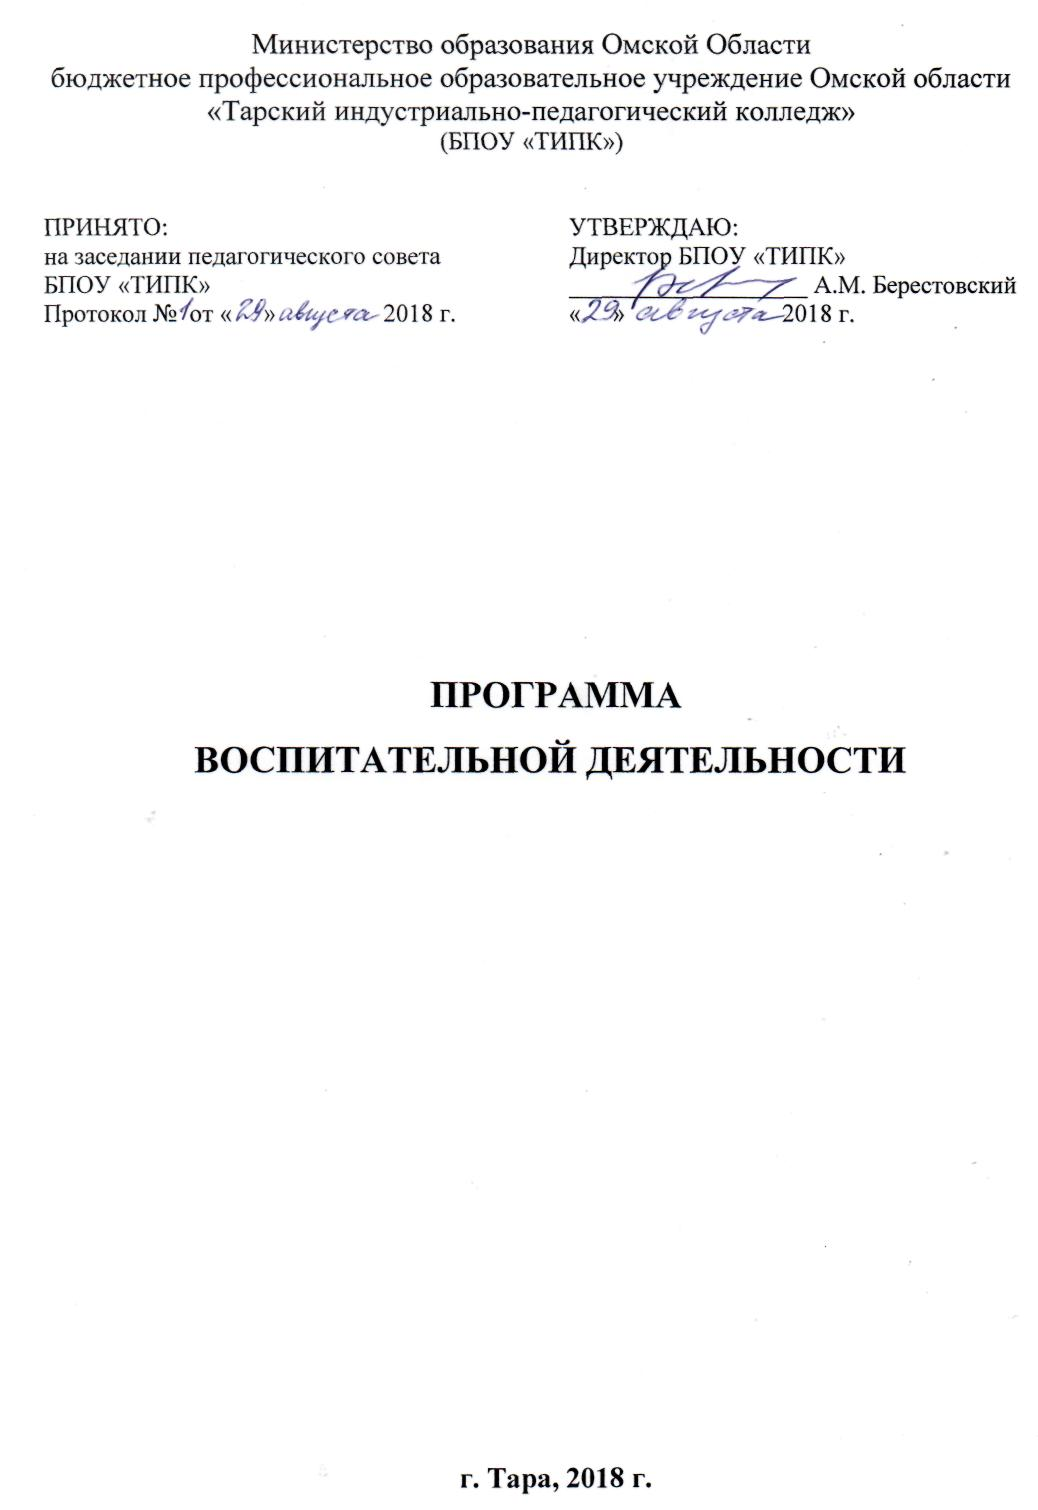 Министерство образования Омской Области
бюджетное профессиональное образовательное учреждение Омской области
«Тарский индустриально-педагогический колледж»
(БПОУ «ТИПК»)
ПРИНЯТО:
на заседании педагогического совета
БПОУ «ТИПК»
Протокол №1от «29»августа 2018 г.
УТВЕРЖДАЮ:
Директор БПОУ «ТИПК»
А.М. Берестовский
«29» августа 2018 г.
ПРОГРАММА
ВОСПИТАТЕЛЬНОЙ ДЕЯТЕЛЬНОСТИ
г. Тара, 2018 г.